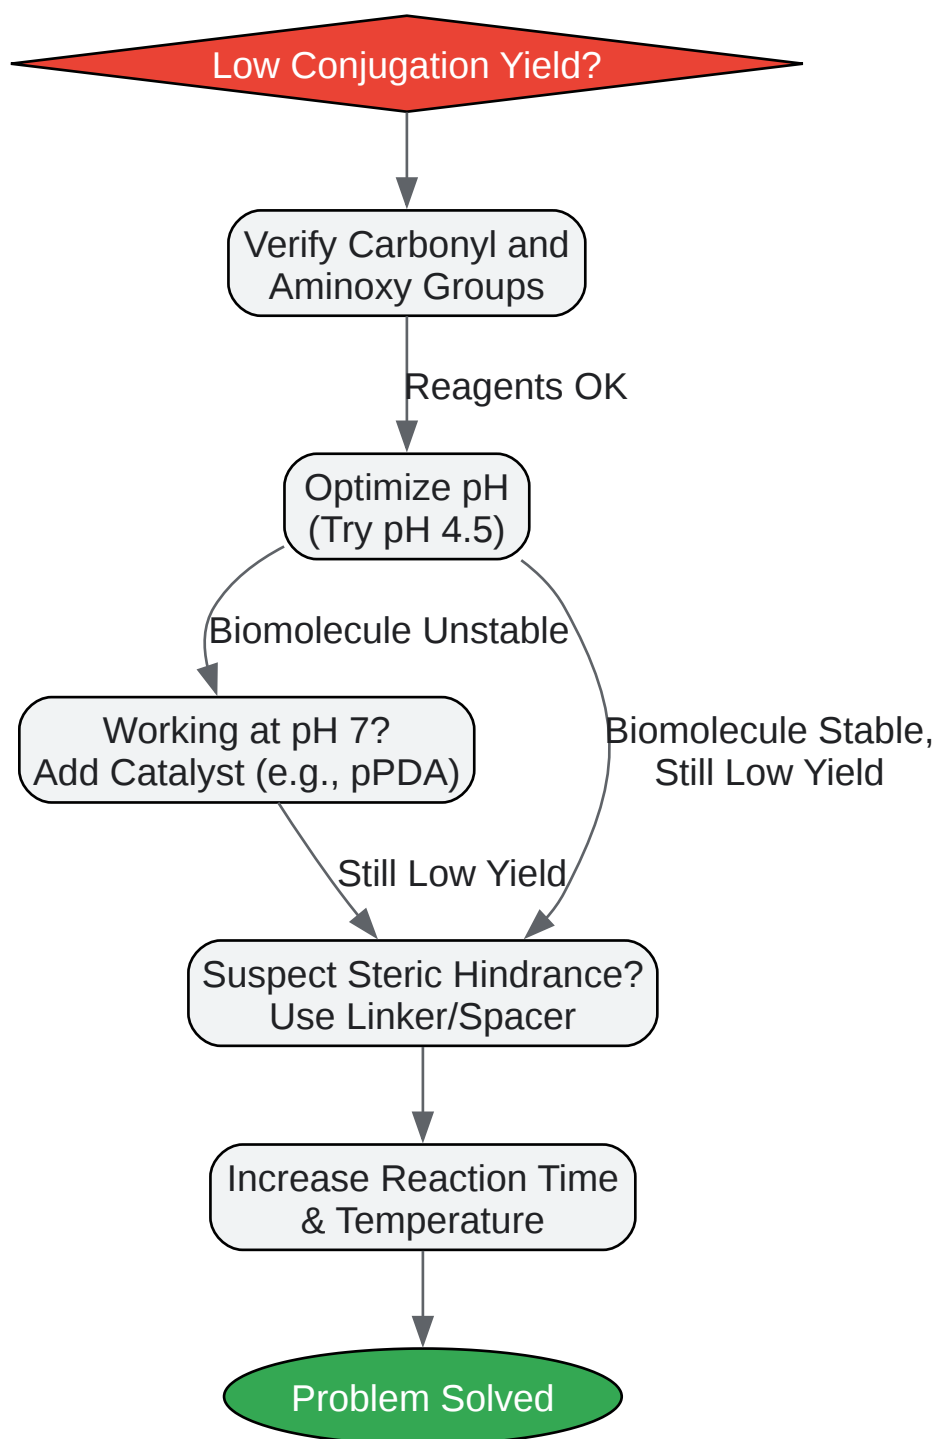 Low Conjugation Yield?
Verify Carbonyl and
Aminoxy Groups
Reagents OK
Optimize pH
(Try pH 4.5)
Biomolecule Unstable
Working at pH 7?
Add Catalyst (e.g., pPDA)
Biomolecule Stable,
Still Low Yield
Still Low Yield
Suspect Steric Hindrance?
Use Linker/Spacer
Increase Reaction Time
& Temperature
Problem Solved